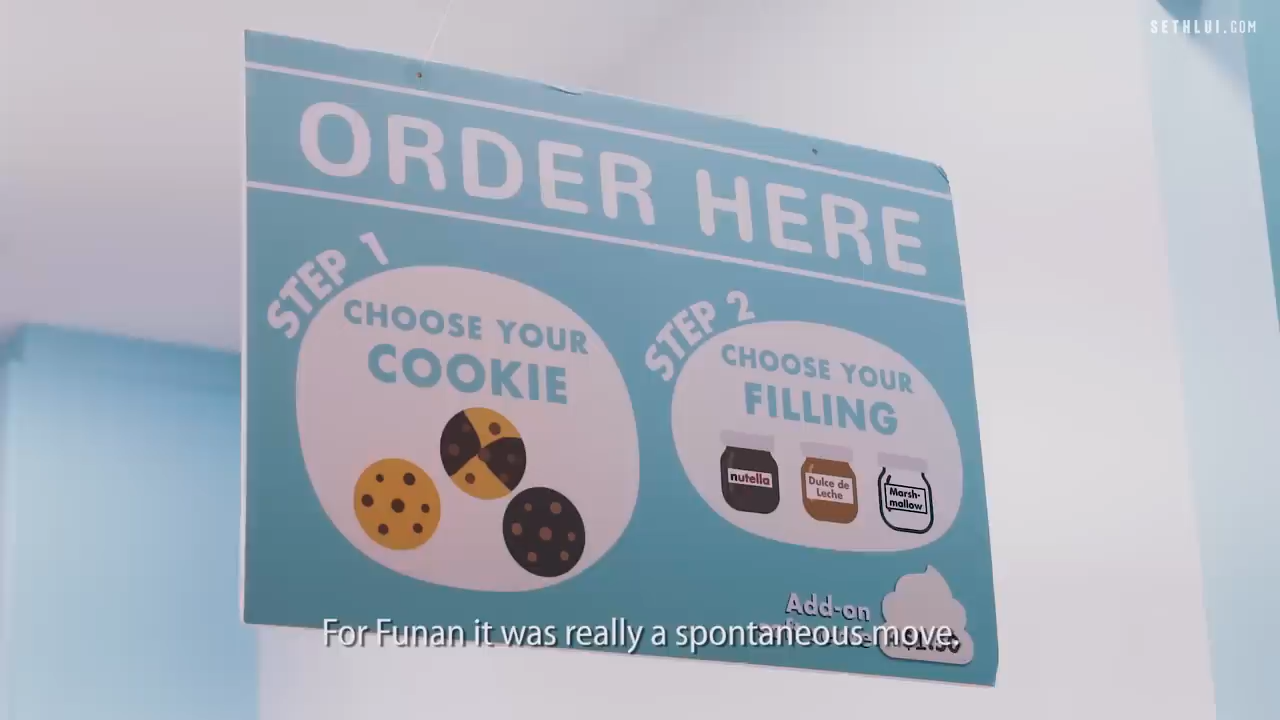 SETHLUI.COM
ORDER HERE
STEP 1
CHOOSE YOUR
COOKIE
STEP 2
CHOOSE YOUR
FILLING
nutella
Dulce de
Leche
Marsh-
mallow
Add-on
For Funan it was really a spontaneous move.